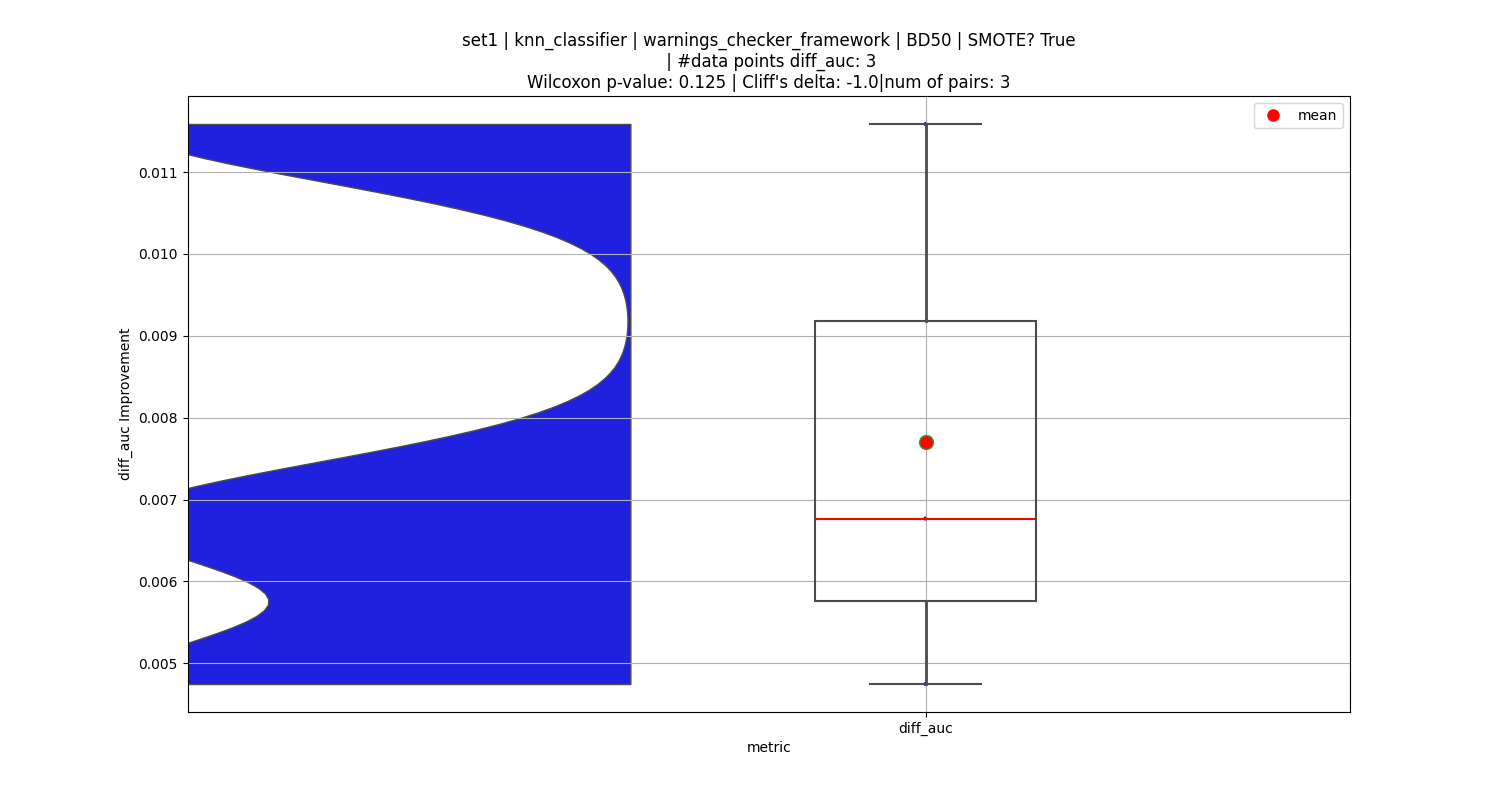 set1 | knn_classifier | warnings_checker_framework | BD50 | SMOTE? True
| #data points diff_auc: 3
Wilcoxon p-value: 0.125 | Cliff's delta: -1.0|num of pairs: 3
mean
0.011
0.010
0.009
0.008
0.007
0.006
0.005
diff_auc Improvement
diff_auc
metric